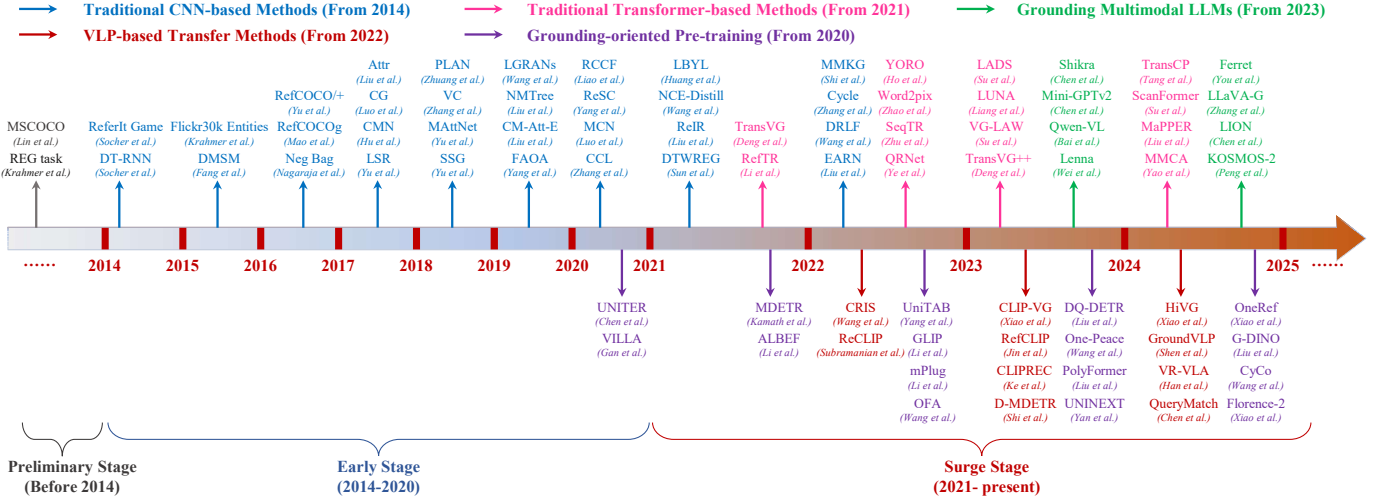 Traditional CNN-based Methods (From 2014)
Traditional Transformer-based Methods (From 2021)
Grounding Multimodal LLMs (From 2023)
VLP-based Transfer Methods (From 2022)
Grounding-oriented Pre-training (From 2020)
MSCOCO
(Lin et al.)
REG task
(Krahmer et al.)
ReferIt Game
(Socher et al.)
DT-RNN
(Socher et al.)
Flickr30k Entities
(Krahmer et al.)
DMSM
(Fang et al.)
RefCOCO/+
(Yu et al.)
RefCOCOg
(Mao et al.)
Neg Bag
(Nagaraja et al.)
Attr
(Liu et al.)
CG
(Luo et al.)
CMN
(Hu et al.)
LSR
(Yu et al.)
PLAN
(Zhuang et al.)
VC
(Zhang et al.)
MAttNet
(Yu et al.)
SSG
(Yu et al.)
LGRANs
(Wang et al.)
NMTree
(Liu et al.)
CM-Att-E
(Liu et al.)
FAOA
(Yang et al.)
RCCF
(Liao et al.)
ReSC
(Yang et al.)
MCN
(Luo et al.)
CCL
(Zhang et al.)
LBYL
(Huang et al.)
NCE-Distill
(Wang et al.)
ReIR
(Liu et al.)
DTWREG
(Sun et al.)
TransVG
(Deng et al.)
RefTR
(Li et al.)
MMKG
(Shi et al.)
Cycle
(Zhang et al.)
DRLF
(Wang et al.)
EARN
(Liu et al.)
YORO
(Ho et al.)
Word2pix
(Zhao et al.)
SeqTR
(Zhu et al.)
QRNet
(Ye et al.)
LADS
(Su et al.)
LUNA
(Liang et al.)
VG-LAW
(Su et al.)
TransVG++
(Deng et al.)
Shikra
(Chen et al.)
Mini-GPTv2
(Chen et al.)
Qwen-VL
(Bai et al.)
Lenna
(Wei et al.)
TransCP
(Tang et al.)
ScanFormer
(Su et al.)
MaPPER
(Liu et al.)
MMCA
(Yao et al.)
Ferret
(You et al.)
LLaVA-G
(Zhang et al.)
LION
(Chen et al.)
KOSMOS-2
(Peng et al.)
...... 2014 2015 2016 2017 2018 2019 2020 2021 2022 2023 2024 2025 ......
UNITER
(Chen et al.)
VILLA
(Gan et al.)
MDETR
(Kamath et al.)
ALBEF
(Li et al.)
CRIS
(Wang et al.)
ReCLIP
(Subramanian et al.)
UniTAB
(Yang et al.)
GLIP
(Li et al.)
mPlug
(Li et al.)
OFA
(Wang et al.)
CLIP-VG
(Xiao et al.)
RefCLIP
(Jin et al.)
CLIPREC
(Ke et al.)
D-MDETR
(Shi et al.)
DQ-DETR
(Liu et al.)
One-Peace
(Wang et al.)
PolyFormer
(Liu et al.)
UNINEXT
(Yan et al.)
HiVG
(Xiao et al.)
GroundVLP
(Shen et al.)
VR-VLA
(Han et al.)
QueryMatch
(Chen et al.)
OneRef
(Xiao et al.)
G-DINO
(Liu et al.)
CyCo
(Wang et al.)
Florence-2
(Xiao et al.)
Preliminary Stage
(Before 2014)
Early Stage
(2014-2020)
Surge Stage
(2021- present)